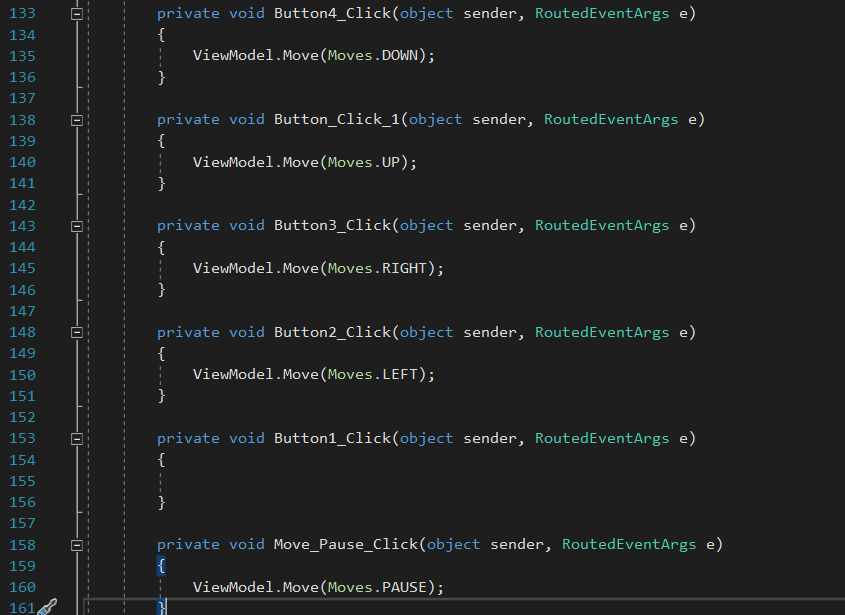 133 private void Button4_Click(object sender, RoutedEventArgs e)
134 {
135 ViewModel.Move(Moves.DOWN);
136 }
137
138 private void Button_Click_1(object sender, RoutedEventArgs e)
139 {
140 ViewModel.Move(Moves.UP);
141 }
142
143 private void Button3_Click(object sender, RoutedEventArgs e)
144 {
145 ViewModel.Move(Moves.RIGHT);
146 }
147
148 private void Button2_Click(object sender, RoutedEventArgs e)
149 {
150 ViewModel.Move(Moves.LEFT);
151 }
152
153 private void Button1_Click(object sender, RoutedEventArgs e)
154 {
155
156 }
157
158 private void Move_Pause_Click(object sender, RoutedEventArgs e)
159 {
160 ViewModel.Move(Moves.PAUSE);
161 }